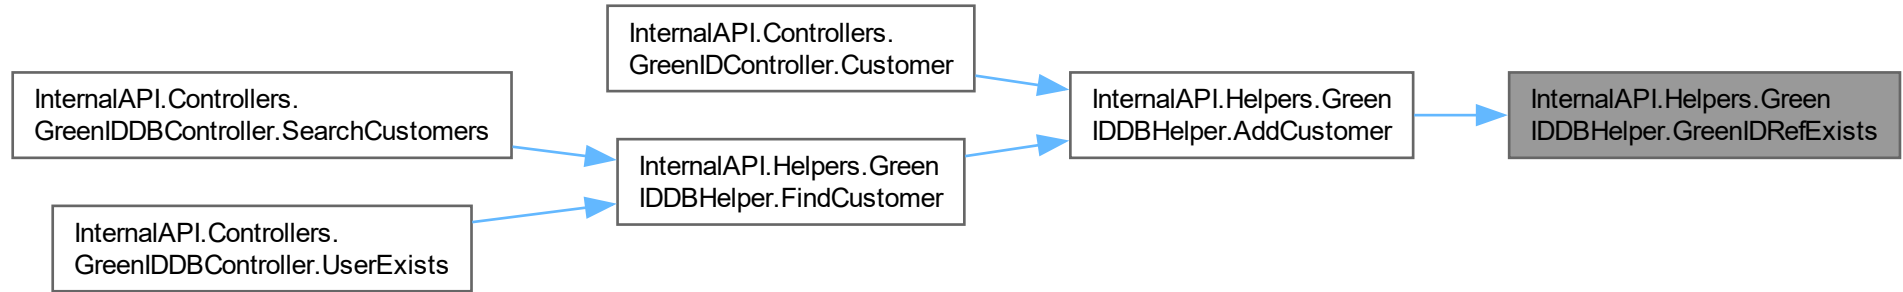 InternalAPI.Controllers.
GreenIDController.Customer
InternalAPI.Controllers.
GreenIDDBController.SearchCustomers
InternalAPI.Helpers.Green
IDDBHelper.AddCustomer
InternalAPI.Helpers.Green
IDDBHelper.GreenIDRefExists
InternalAPI.Helpers.Green
IDDBHelper.FindCustomer
InternalAPI.Controllers.
GreenIDDBController.UserExists